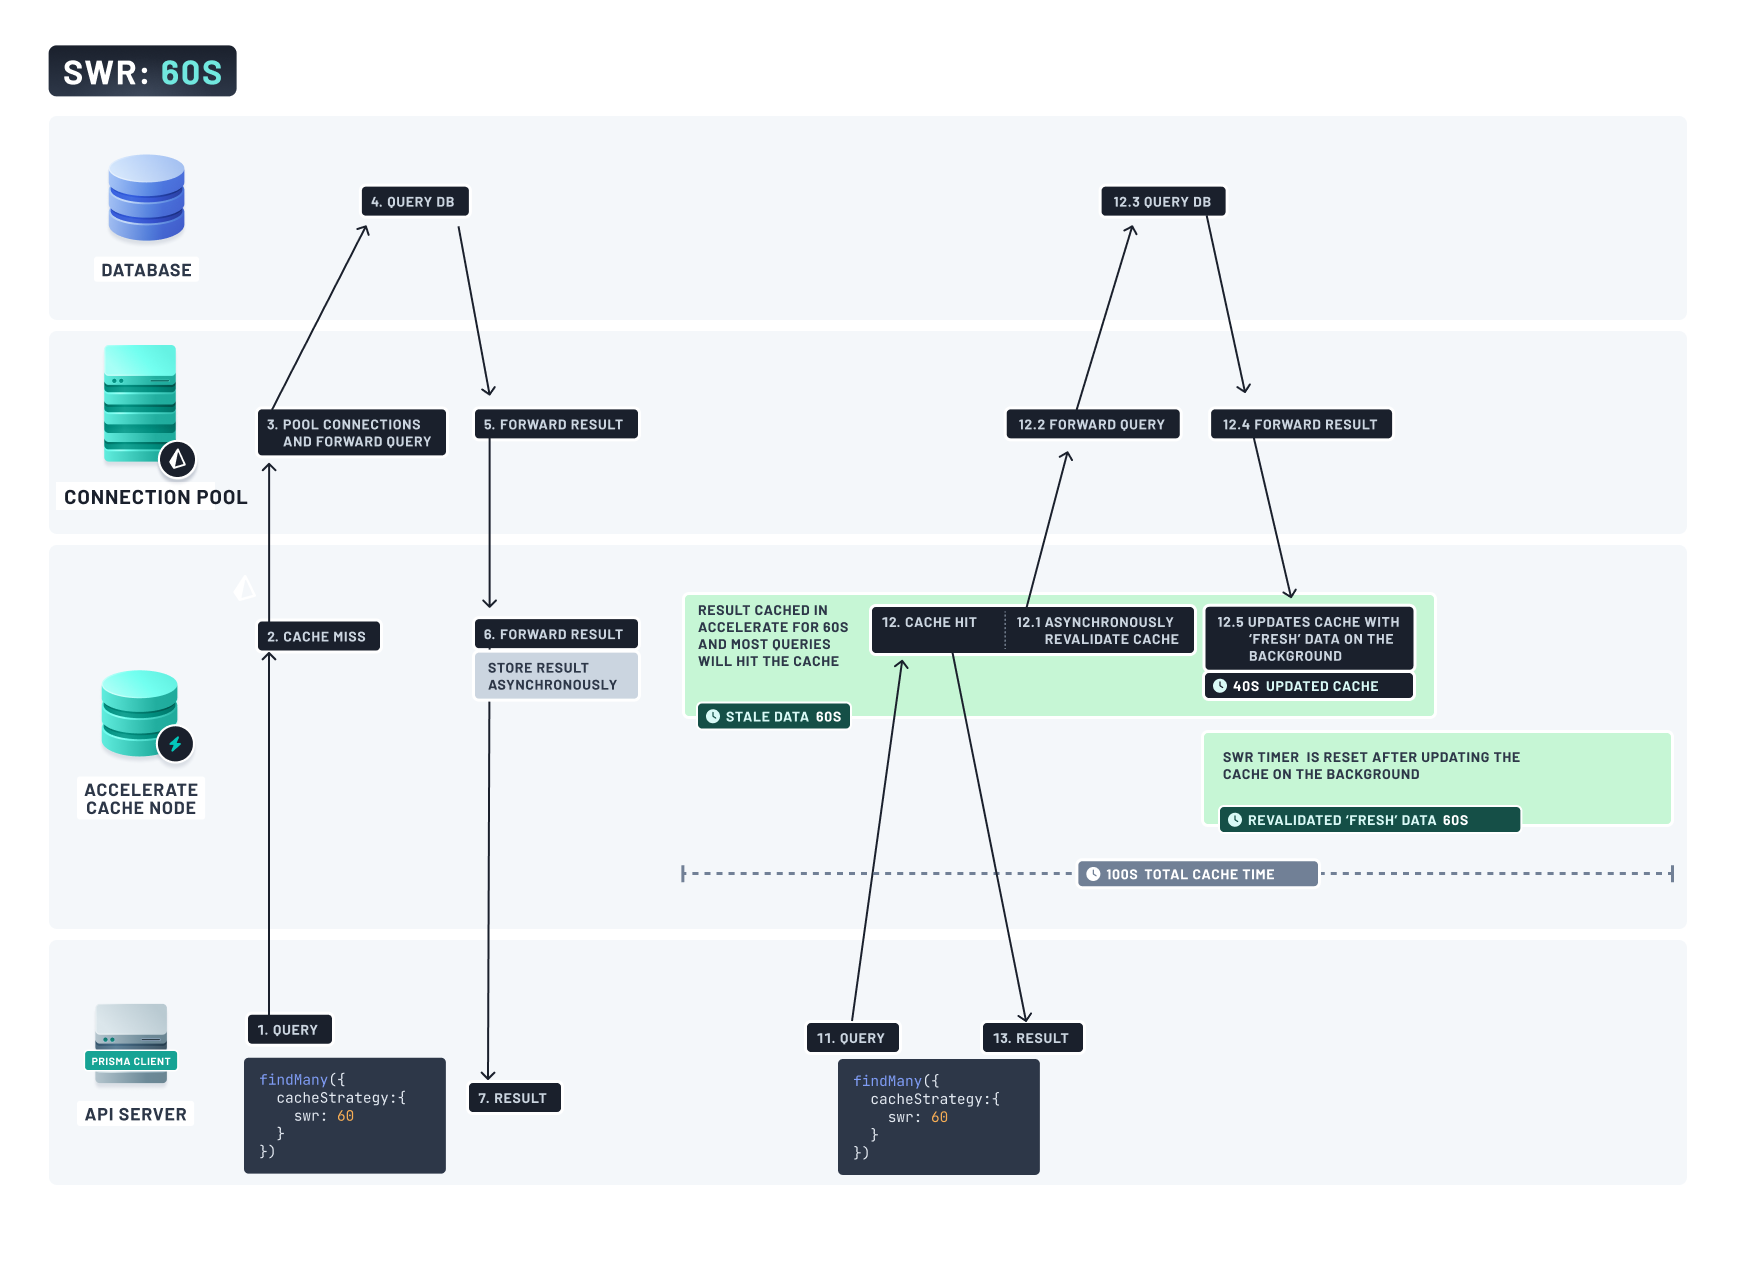 SWR: 60S
4. QUERY DB
12.3 QUERY DB
DATABASE
3. POOL CONNECTIONS
AND FORWARD QUERY
5. FORWARD RESULT
12.2 FORWARD QUERY
12.4 FORWARD RESULT
CONNECTION POOL
2. CACHE MISS
6. FORWARD RESULT
STORE RESULT
ASYNCHRONOUSLY
RESULT CACHED IN
ACCELERATE FOR 60S
AND MOST QUERIES
WILL HIT THE CACHE
STALE DATA 60S
12. CACHE HIT
12.1 ASYNCHRONOUSLY
REVALIDATE CACHE
12.5 UPDATES CACHE WITH
‘FRESH’ DATA ON THE
BACKGROUND
40S UPDATED CACHE
SWR TIMER IS RESET AFTER UPDATING THE
CACHE ON THE BACKGROUND
REVALIDATED ‘FRESH’ DATA 60S
ACCELERATE
CACHE NODE
100S TOTAL CACHE TIME
1. QUERY
11. QUERY
13. RESULT
PRISMA CLIENT
API SERVER
findMany({
cacheStrategy:{
swr: 60
}
})
7. RESULT
findMany({
cacheStrategy:{
swr: 60
}
})